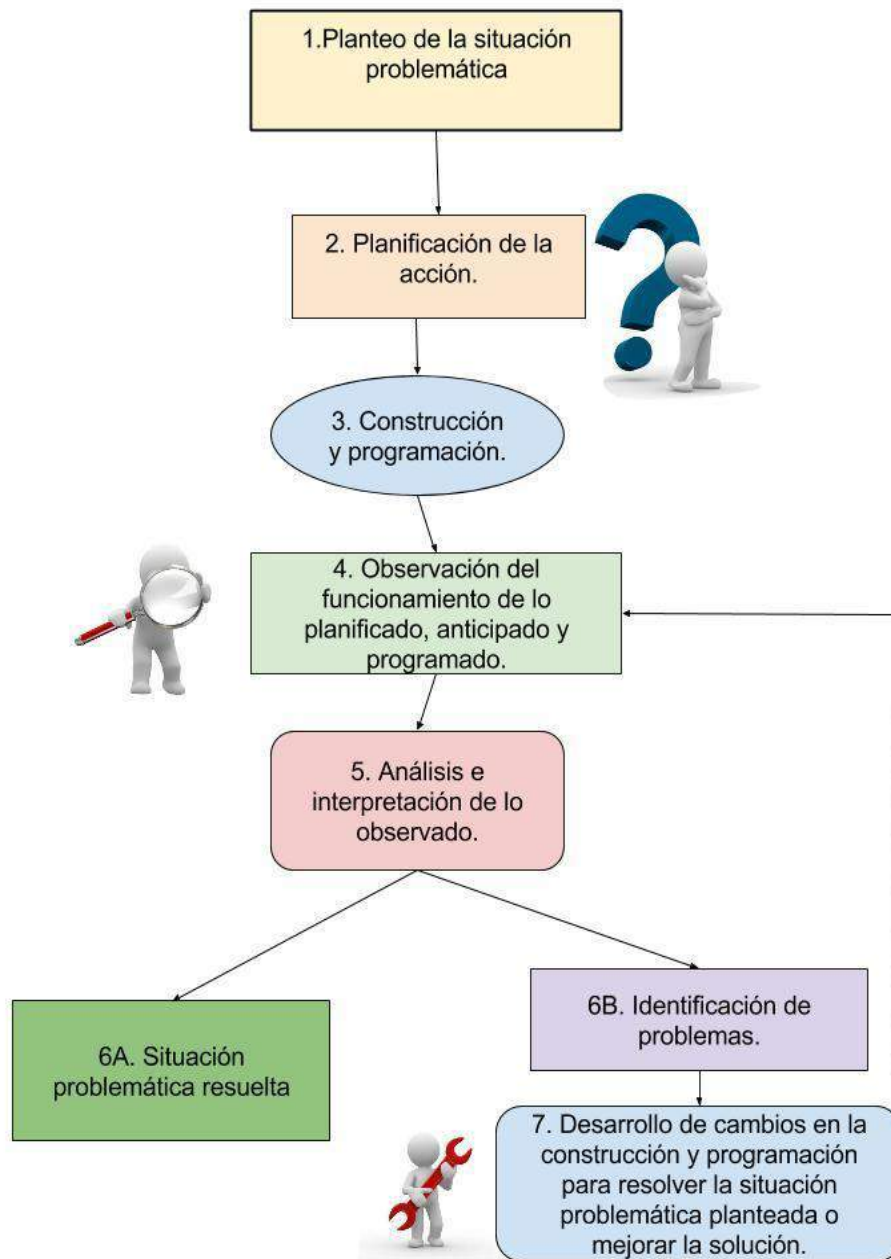 1.Planteo de la situación
problemática
2. Planificación de la
acción.
3. Construcción
y programación.
4. Observación del
funcionamiento de lo
planificado, anticipado y
programado.
5. Análisis e
interpretación de lo
observado.
6A. Situación
problemática resuelta
6B. Identificación de
problemas.
7. Desarrollo de cambios en la
construcción y programación
para resolver la situación
problemática planteada o
mejorar la solución.